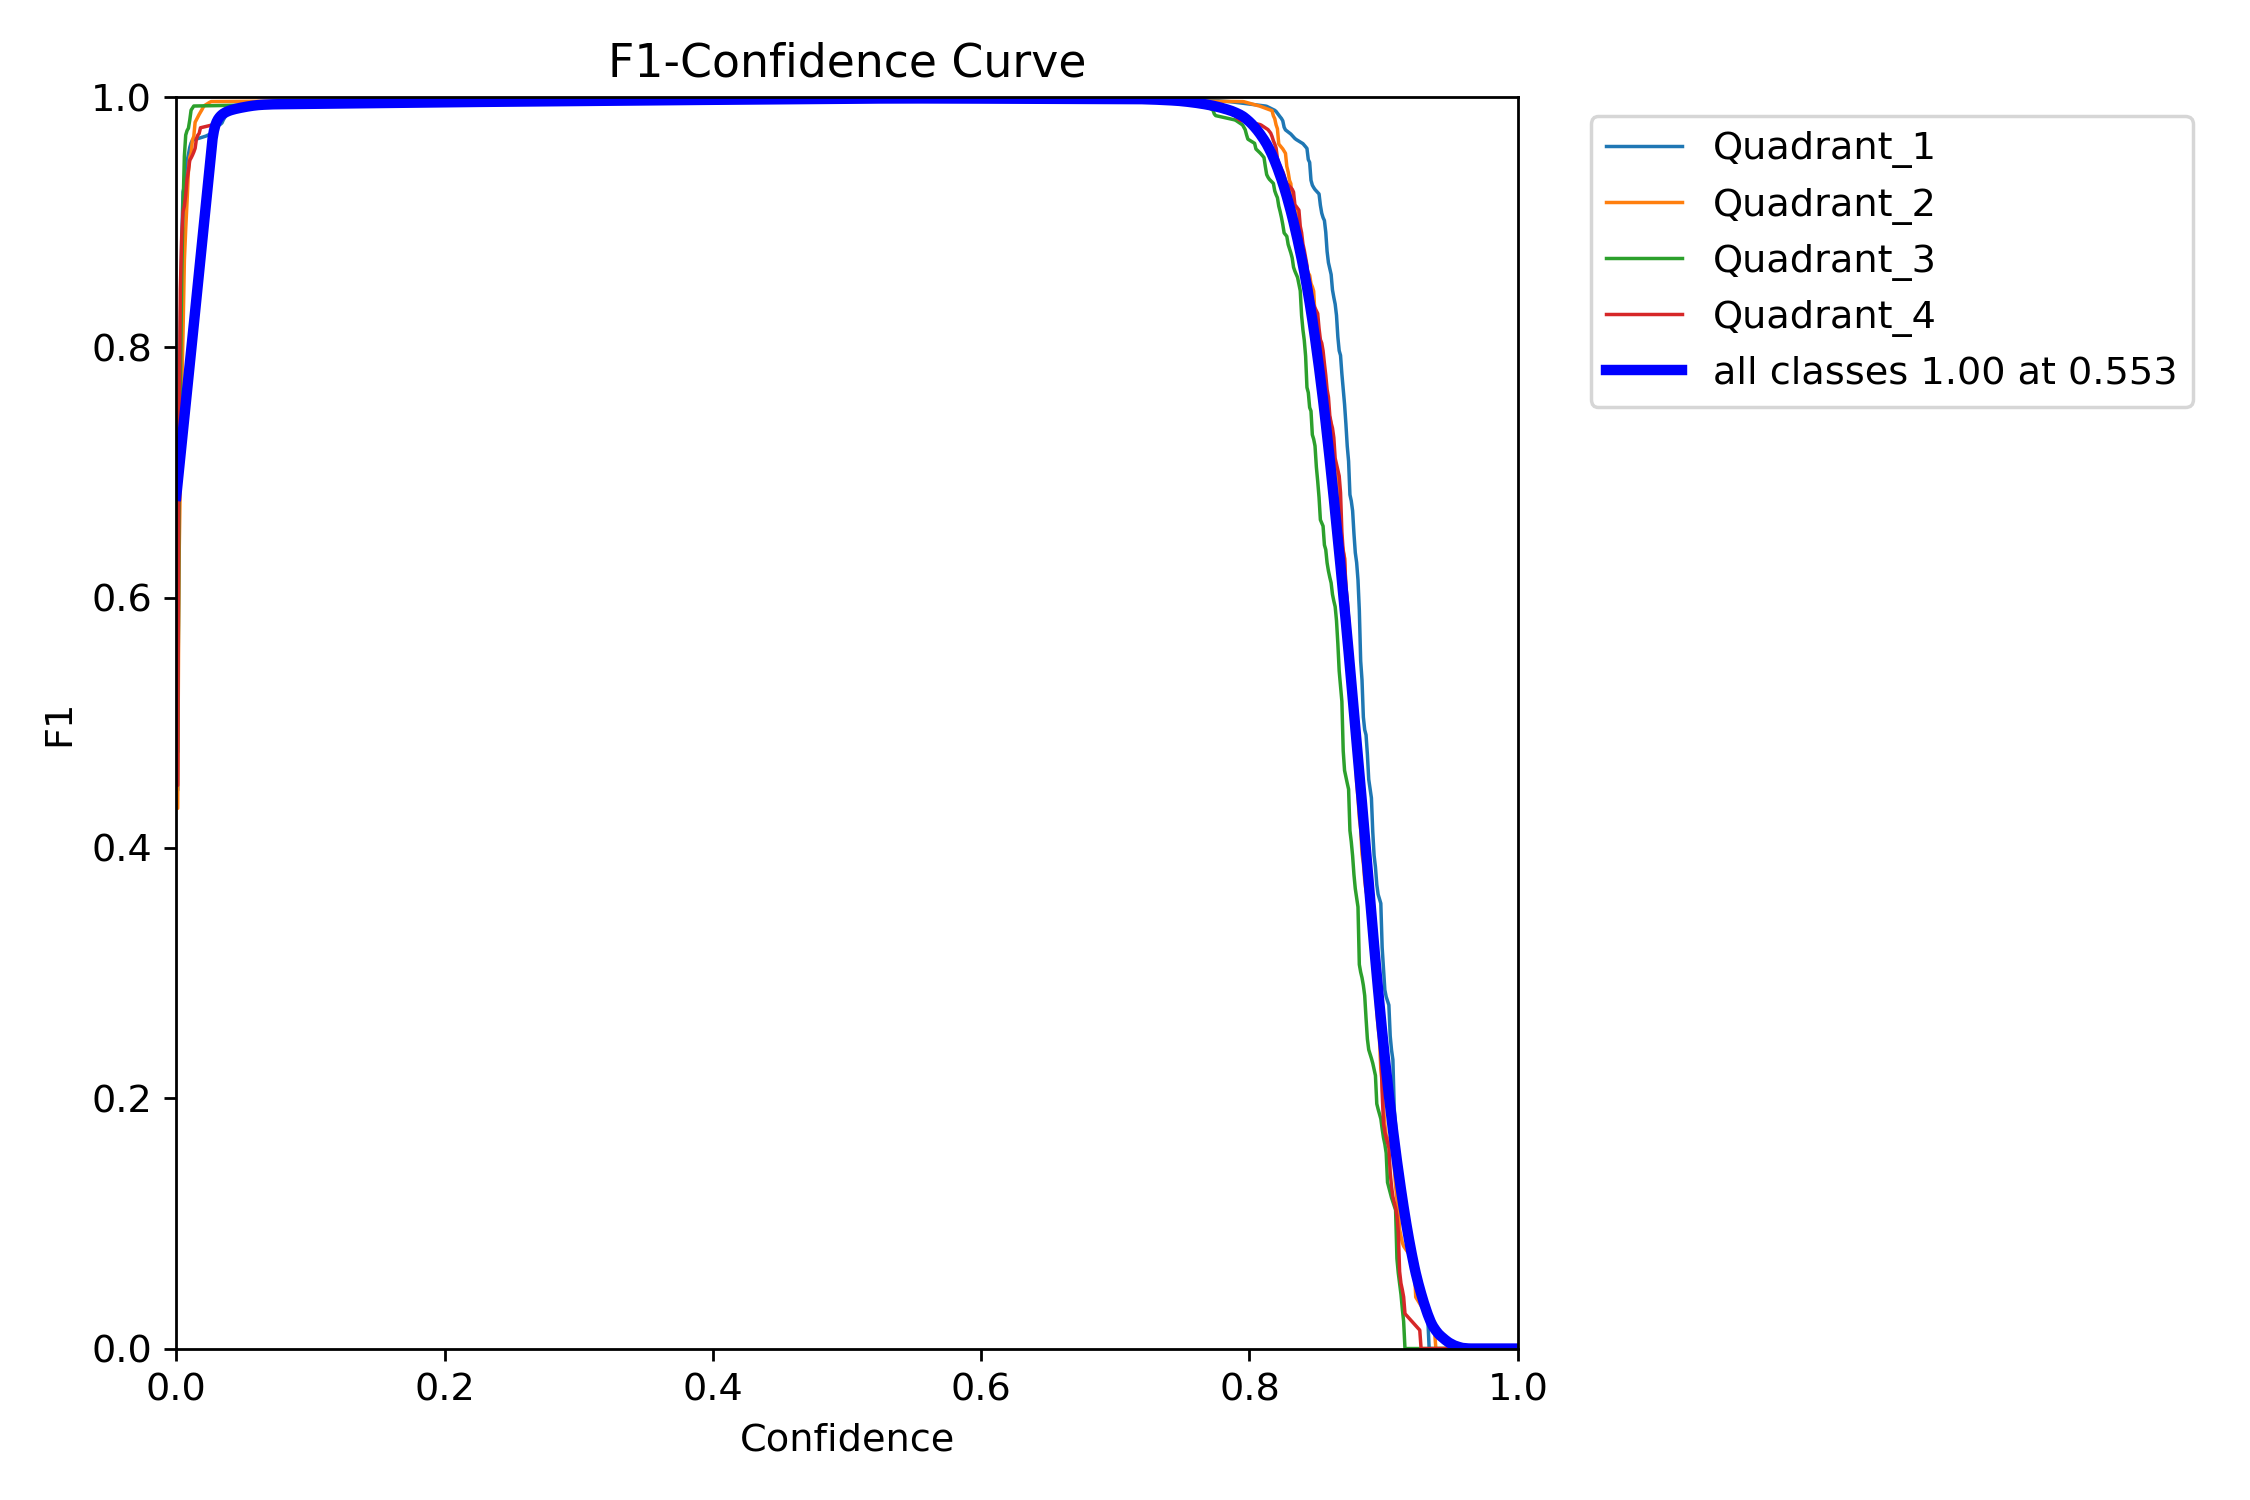 F1-Confidence Curve
1.0
0.8
0.6
0.4
0.2
0.0
F1
0.0 0.2 0.4 0.6 0.8 1.0
Confidence
Quadrant_1
Quadrant_2
Quadrant_3
Quadrant_4
all classes 1.00 at 0.553